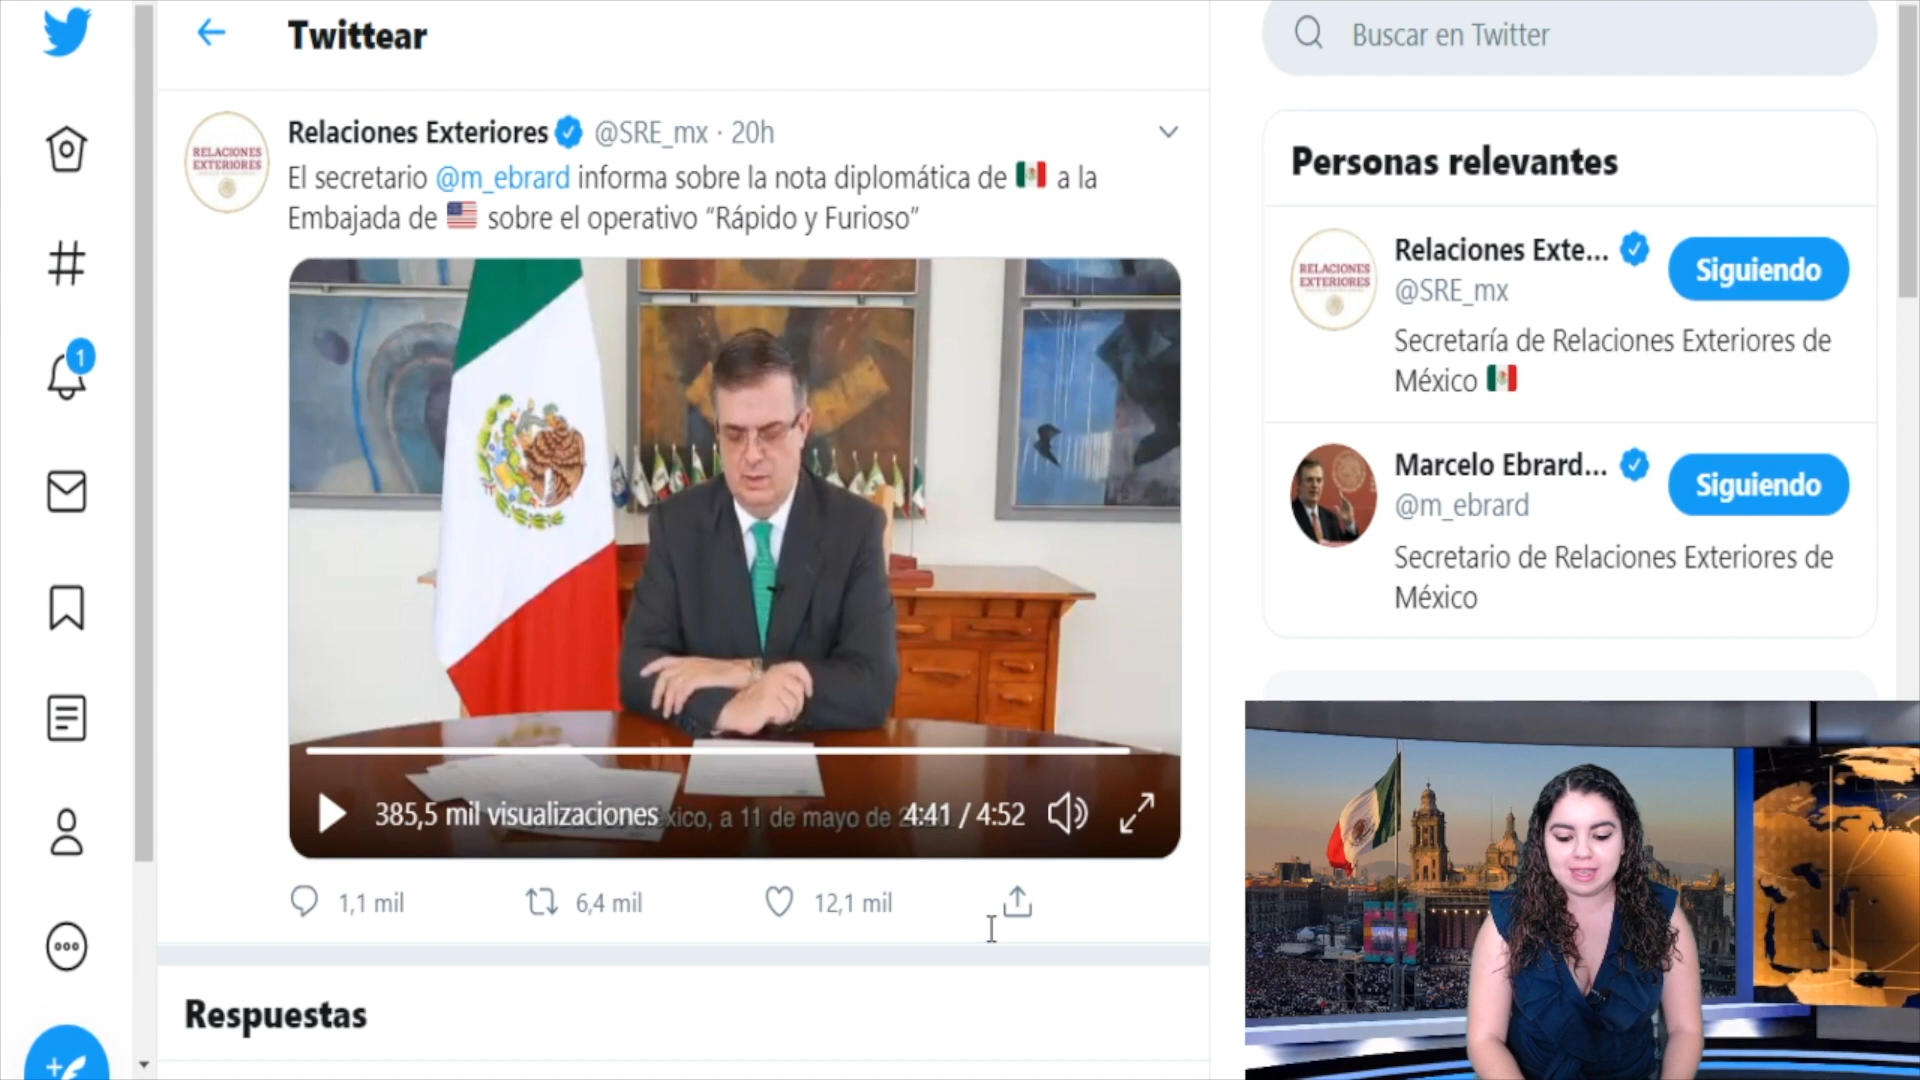 Twittear
Buscar en Twitter
RELACIONES
EXTERIORES
Relaciones Exteriores @SRE_mx · 20h
El secretario @m_ebrard informa sobre la nota diplomática de 🇲🇽 a la
Embajada de 🇺🇸 sobre el operativo “Rápido y Furioso”
1
385,5 mil visualizaciones
xico, a 11 de mayo de
4:41 / 4:52
1,1 mil
6,4 mil
12,1 mil
Respuestas
Personas relevantes
RELACIONES
EXTERIORES
Relaciones Exte...
@SRE_mx
Siguiendo
Secretaría de Relaciones Exteriores de
México 🇲🇽
Marcelo Ebrard...
@m_ebrard
Siguiendo
Secretario de Relaciones Exteriores de
México